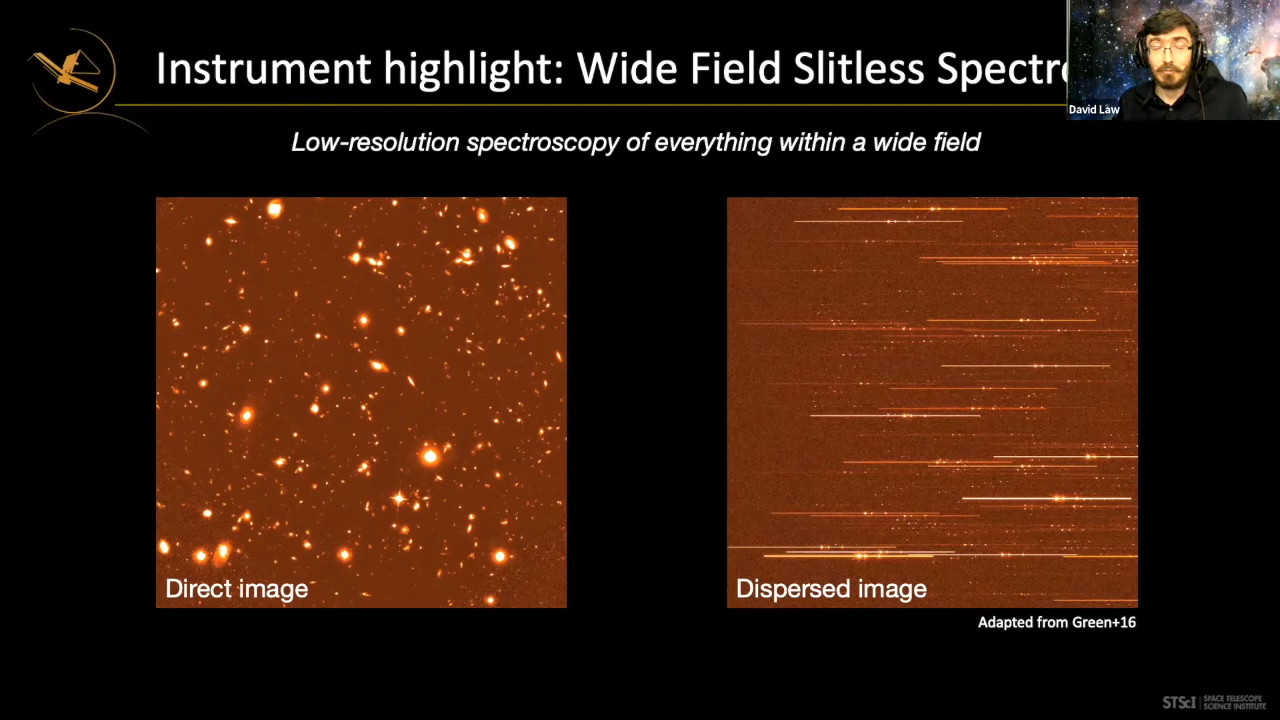 Instrument highlight: Wide Field Slitless Spectro
David Law
Low-resolution spectroscopy of everything within a wide field
Direct image
Dispersed image
Adapted from Green+16
STScI | SPACE TELESCOPE
SCIENCE INSTITUTE